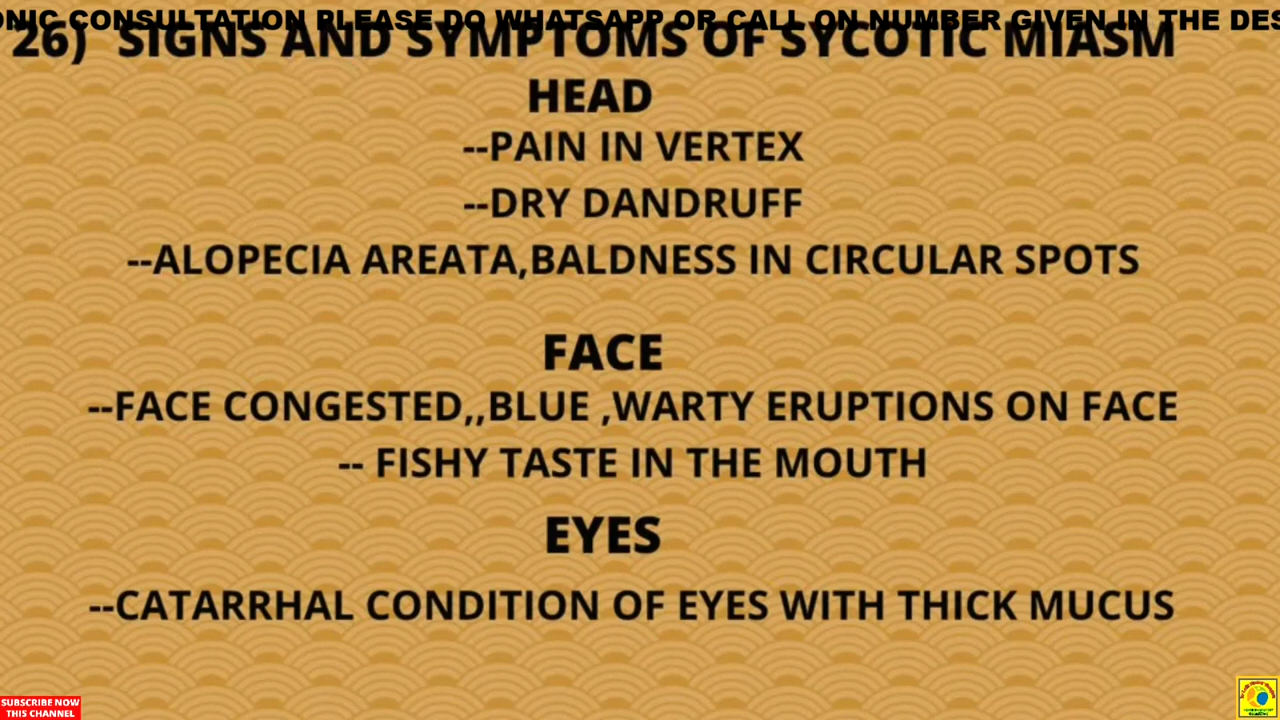 CONSULTATION PLEASE DO WHATSAPP OR CALL ON NUMBER GIVEN IN THE
26) SIGNS AND SYMPTOMS OF SYCOTIC MIASM
HEAD
--PAIN IN VERTEX
--DRY DANDRUFF
--ALOPECIA AREATA,BALDNESS IN CIRCULAR SPOTS
FACE
--FACE CONGESTED,,BLUE ,WARTY ERUPTIONS ON FACE
-- FISHY TASTE IN THE MOUTH
EYES
--CATARRHAL CONDITION OF EYES WITH THICK MUCUS
SUBSCRIBE NOW
THIS CHANNEL